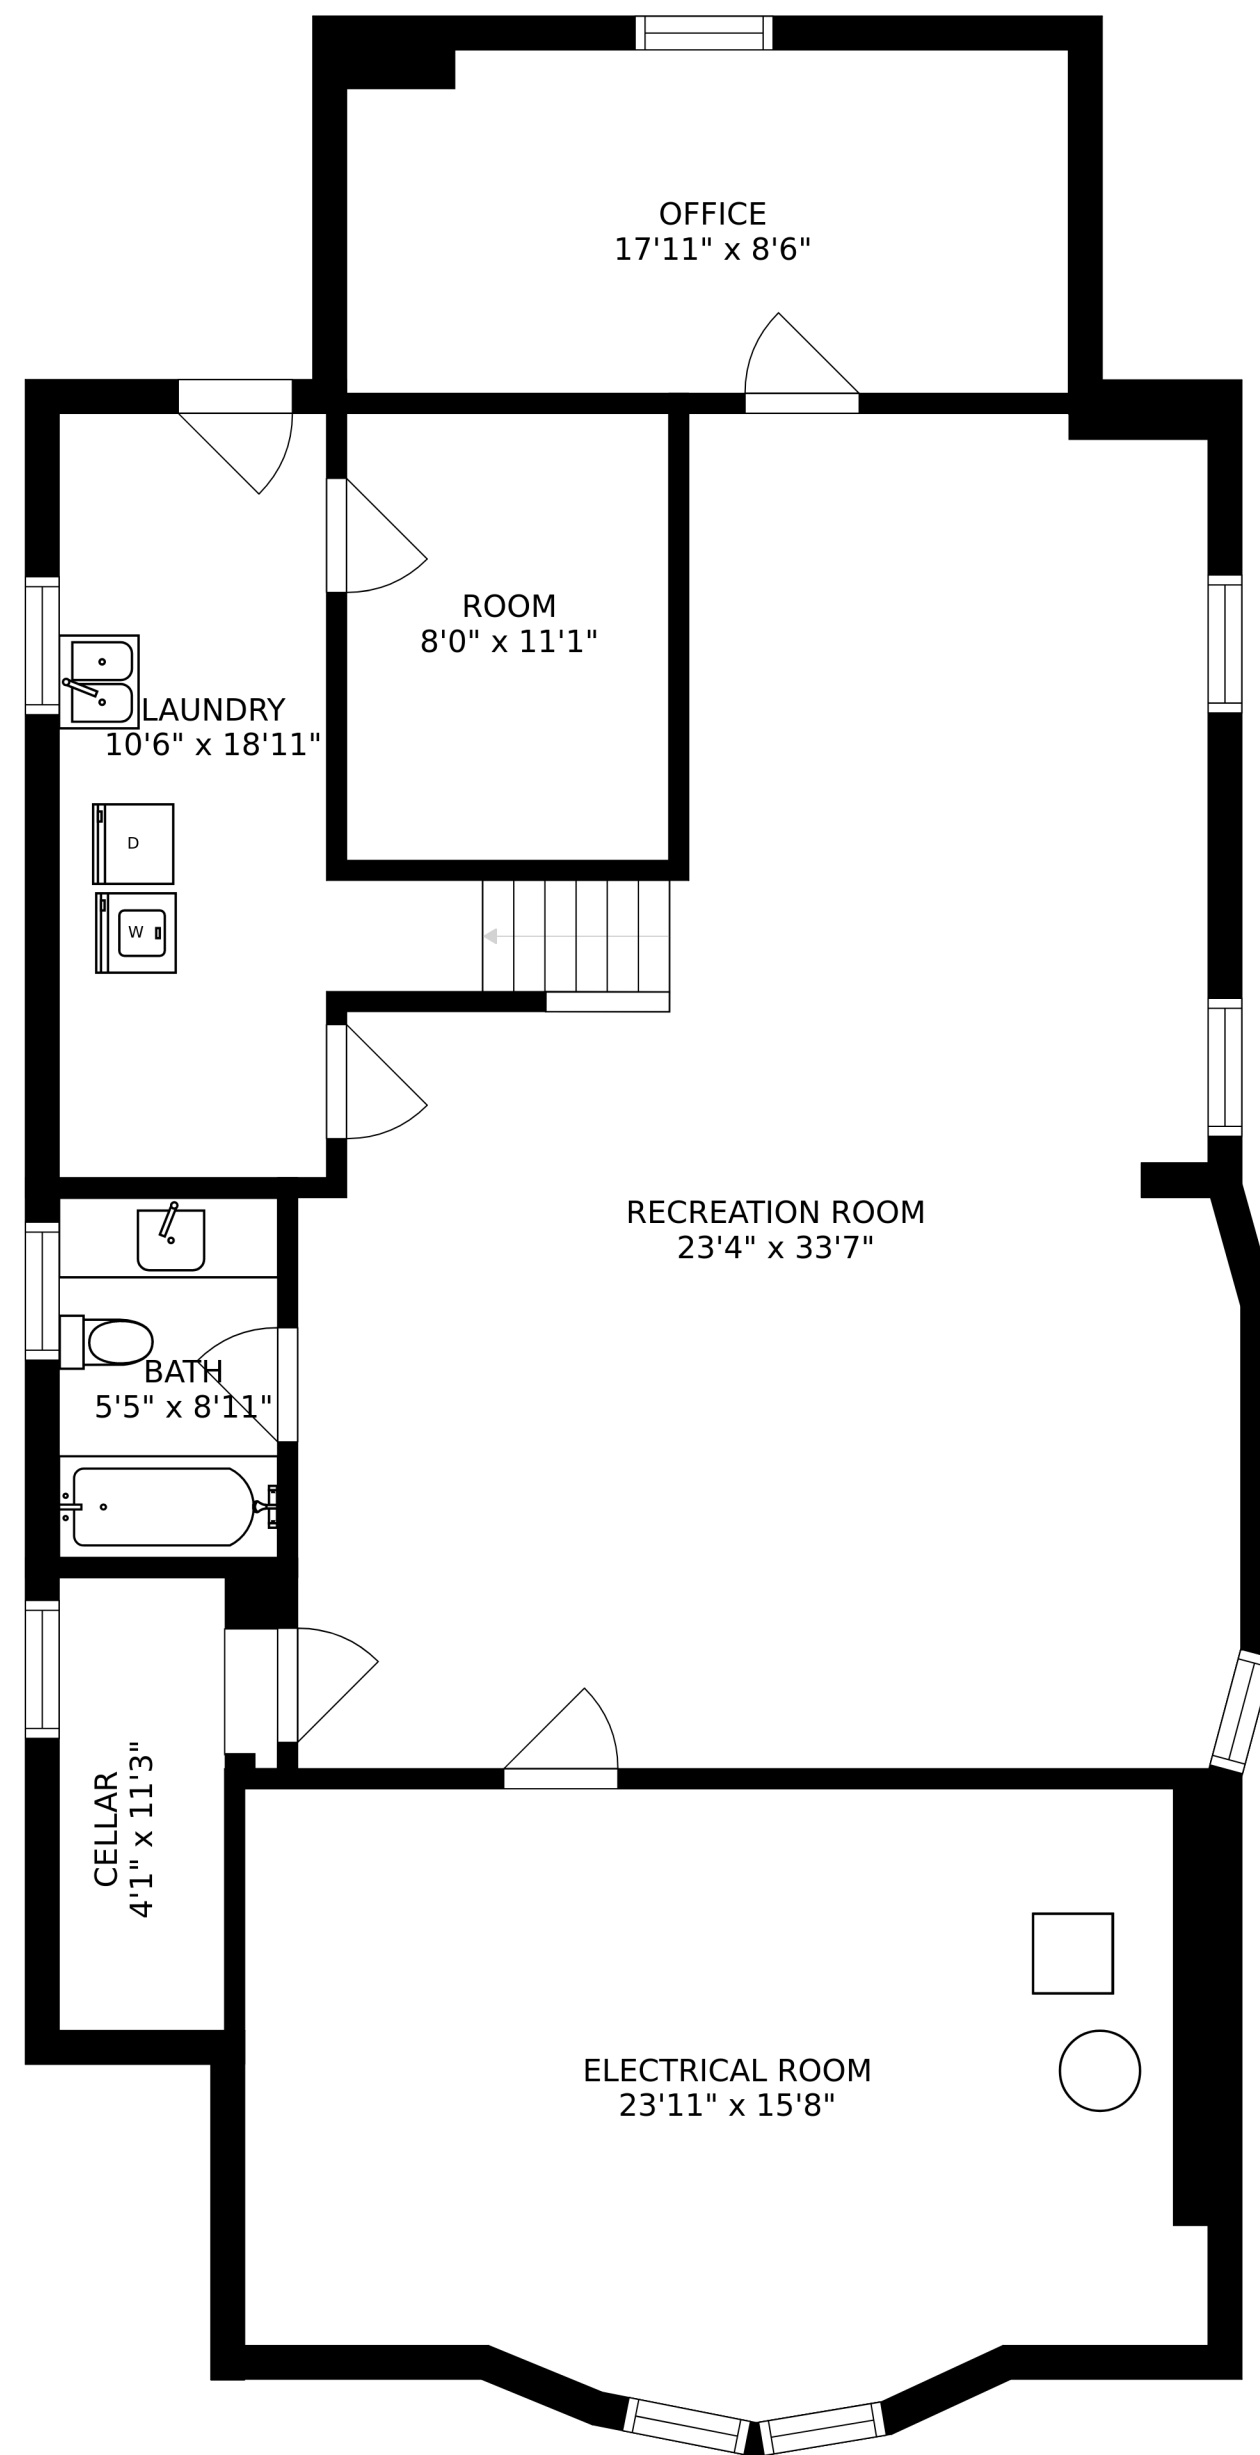 OFFICE
17'11" x 8'6"
ROOM
8'0" x 11'1"
LAUNDRY
10'6" x 18'11"
D
W
RECREATION ROOM
23'4" x 33'7"
BATH
5'5" x 8'11"
CELLAR
4'1" x 11'3"
ELECTRICAL ROOM
23'11" x 15'8"